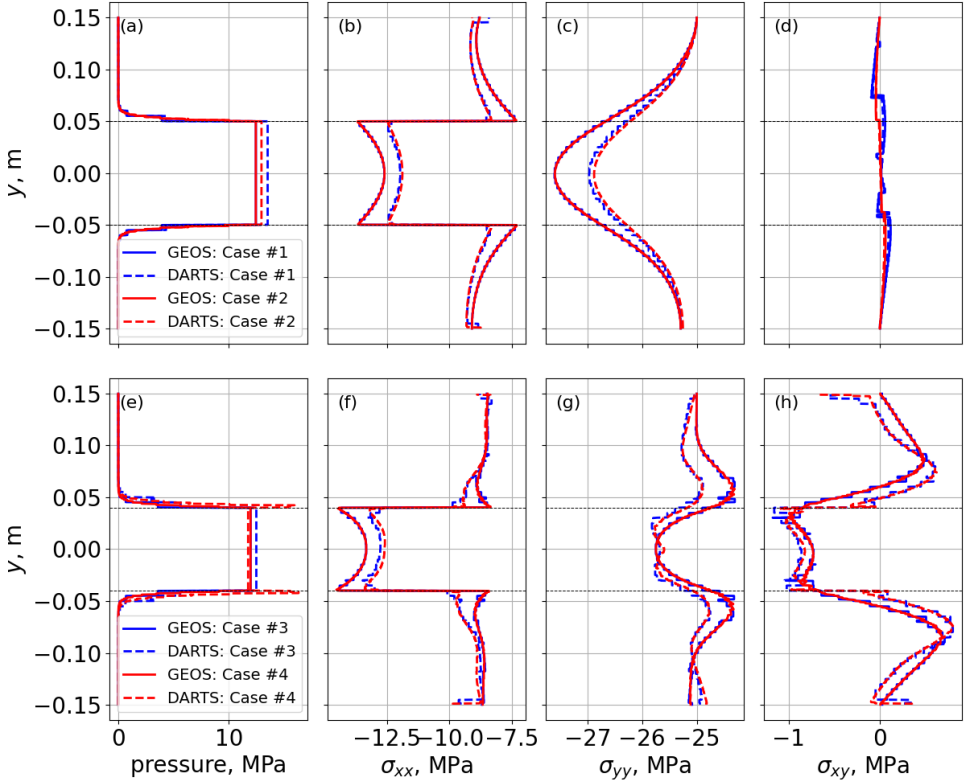 (a)
(b)
(c)
(d)
0.15
0.10
0.05
0.00
−0.05
−0.10
−0.15
y, m
GEOS: Case #1
DARTS: Case #1
GEOS: Case #2
DARTS: Case #2
(e)
(f)
(g)
(h)
0.15
0.10
0.05
0.00
−0.05
−0.10
−0.15
y, m
GEOS: Case #3
DARTS: Case #3
GEOS: Case #4
DARTS: Case #4
0 10
−12.5 −10.0 −7.5
−27 −26 −25
−1 0
pressure, MPa
σxx, MPa
σyy, MPa
σxy, MPa